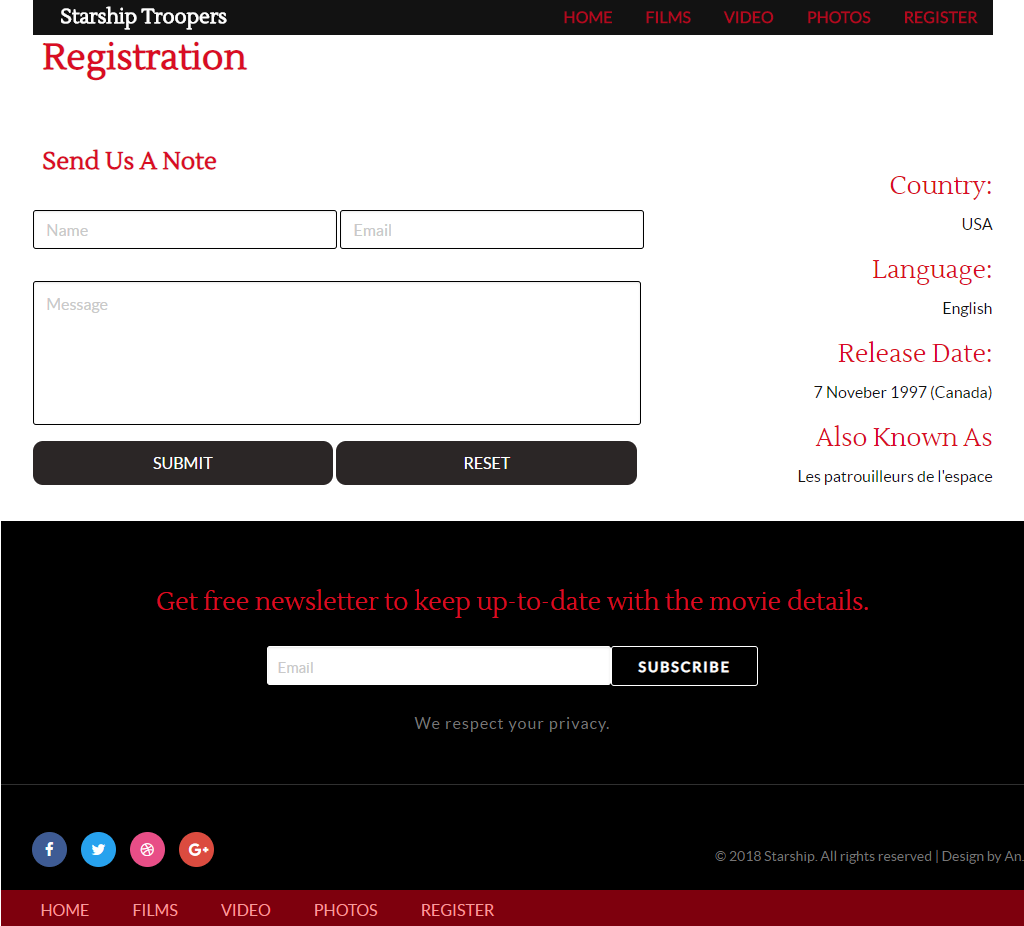 Starship Troopers HOME FILMS VIDEO PHOTOS REGISTER
Registration
Send Us A Note
Name Email
Message
SUBMIT RESET
Country:
USA
Language:
English
Release Date:
7 Noveber 1997 (Canada)
Also Known As
Les patrouilleurs de l'espace
Get free newsletter to keep up-to-date with the movie details.
Email SUBSCRIBE
We respect your privacy.
© 2018 Starship. All rights reserved | Design by An.
HOME FILMS VIDEO PHOTOS REGISTER